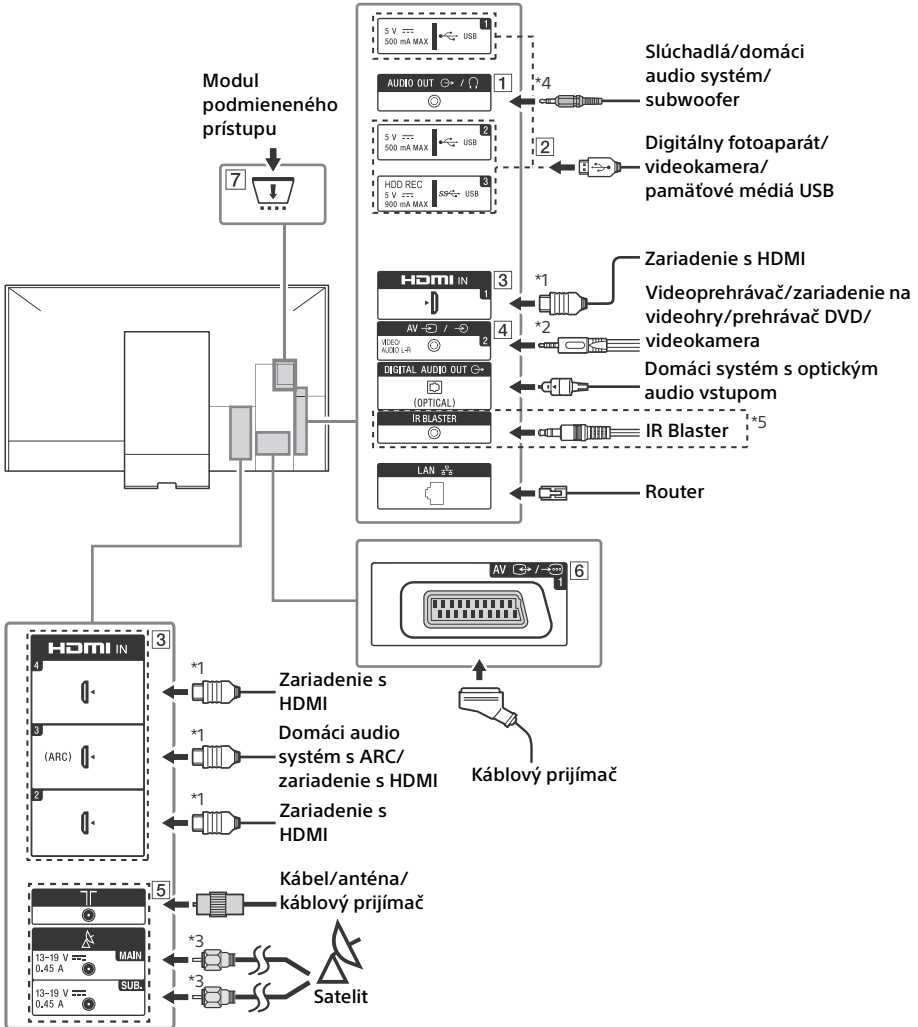 5 V
500 mA MAX
USB
1
AUDIO OUT /
1
*4
Slúchadlá/domáci
audio systém/
subwoofer
Modul
podmieneného
prístupu
7
5 V
500 mA MAX
USB
2
2
Digitálny fotoaparát/
videokamera/
pamäťové médiá USB
HDD REC
5 V
900 mA MAX
SS
USB
3
HDMI IN
3
1
*1
Zariadenie s HDMI
AV /
4
VIDEO/
AUDIO L-R
2
*2
Videoprehrávač/zariadenie na
videohry/prehrávač DVD/
videokamera
DIGITAL AUDIO OUT
(OPTICAL)
Domáci systém s optickým
audio vstupom
IR BLASTER
IR Blaster
*5
LAN
Router
AV /
6
1
Káblový prijímač
HDMI IN
3
4
*1
Zariadenie s
HDMI
3
(ARC)
*1
Domáci audio
systém s ARC/
zariadenie s HDMI
2
*1
Zariadenie s
HDMI
5
Kábel/anténa/
káblový prijímač
13-19 V
0.45 A
MAIN
*3
13-19 V
0.45 A
SUB.
*3
Satelit